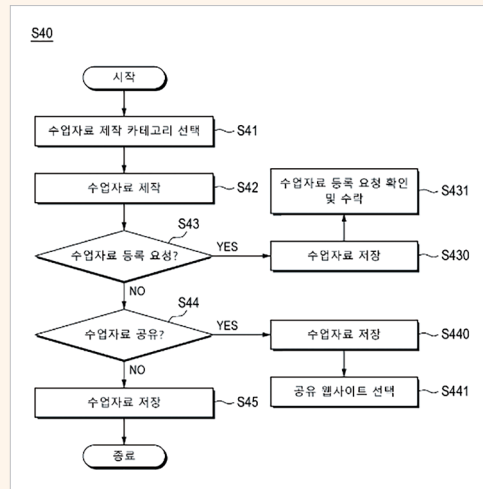 S40
시작
수업자료 제작 카테고리 선택
S41
수업자료 제작
S42
수업자료 등록 요청 확인
및 수락
S431
S43
수업자료 등록 요청?
YES
수업자료 저장
S430
NO
S44
수업자료 공유?
YES
수업자료 저장
S440
NO
수업자료 저장
S45
공유 웹사이트 선택
S441
종료